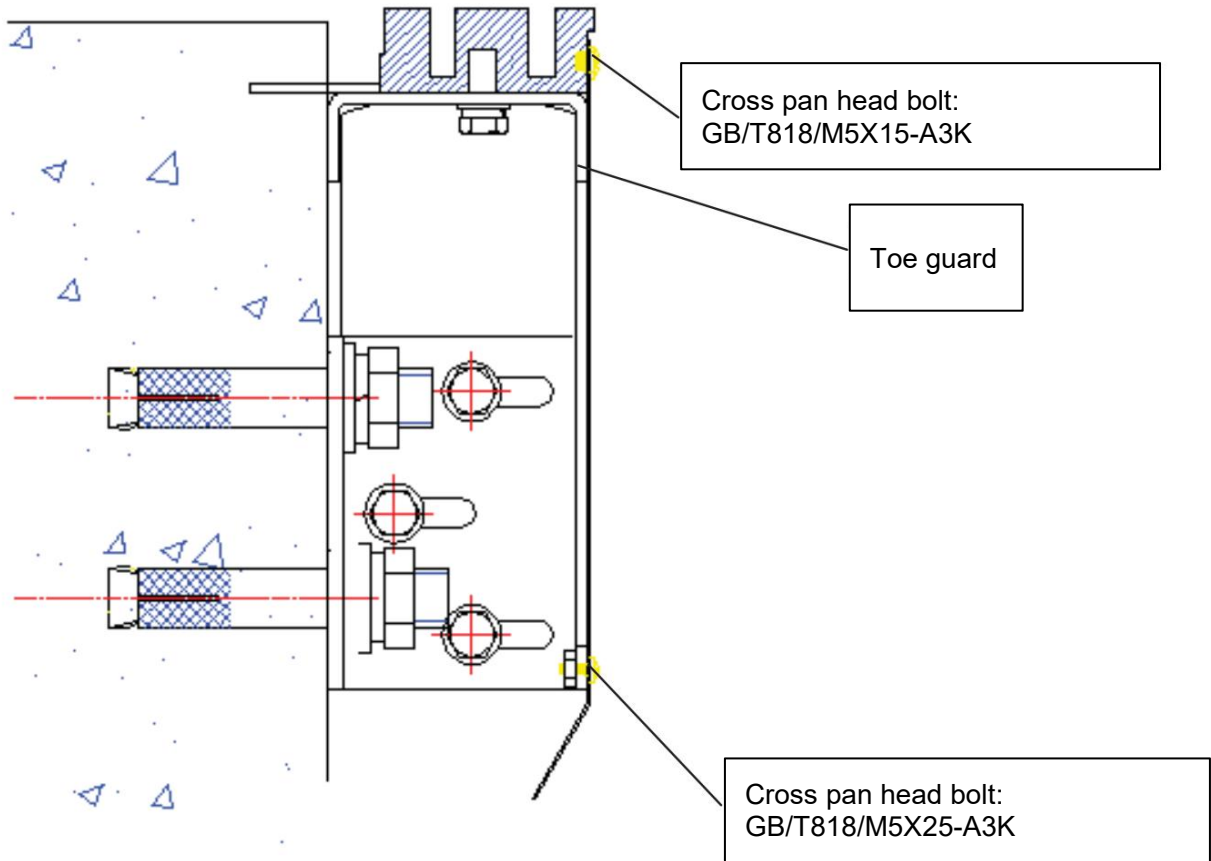 Cross pan head bolt:
GB/T818/M5X15-A3K
Toe guard
Cross pan head bolt:
GB/T818/M5X25-A3K